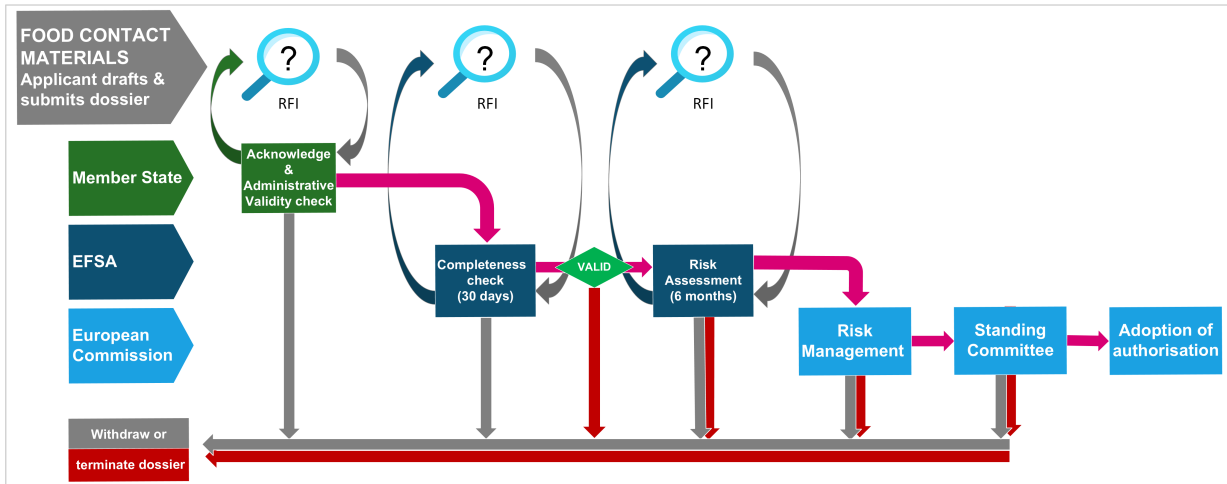 FOOD CONTACT
MATERIALS
Applicant drafts &
submits dossier
?
RFI
?
RFI
?
RFI
Member State
Acknowledge
&
Administrative
Validity check
EFSA
Completeness
check
(30 days)
VALID
Risk
Assessment
(6 months)
European
Commission
Risk
Management
Standing
Committee
Adoption of
authorisation
Withdraw or
terminate dossier